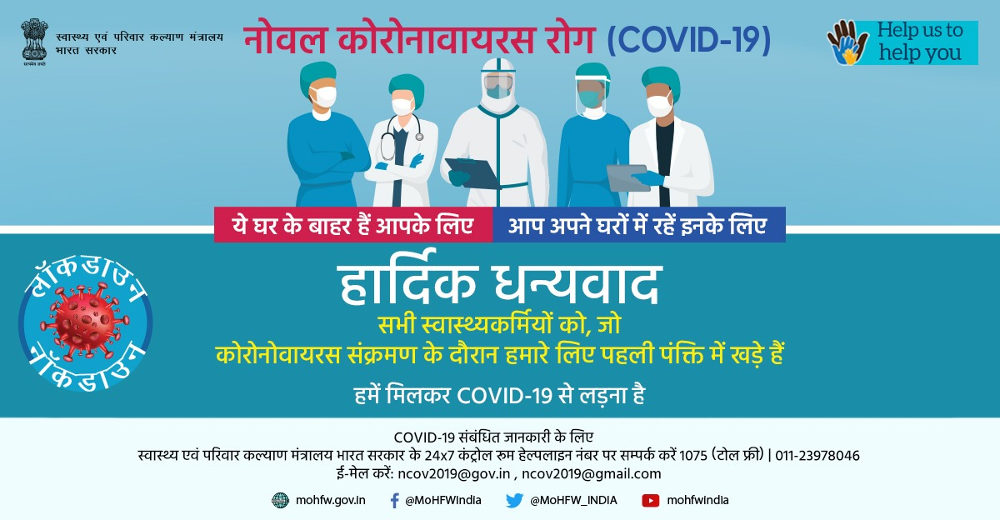 स्वास्थ्य एवं परिवार कल्याण मंत्रालय
भारत सरकार
सत्यमेव जयते
नोवल कोरोनावायरस रोग (COVID-19)
Help us to
help you
ये घर के बाहर हैं आपके लिए
आप अपने घरों में रहें इनके लिए
लॉकडाउन
नॉकडाउन
हार्दिक धन्यवाद
सभी स्वास्थ्यकर्मियों को, जो
कोरोनोवायरस संक्रमण के दौरान हमारे लिए पहली पंक्ति में खड़े हैं
हमें मिलकर COVID-19 से लड़ना है
COVID-19 संबंधित जानकारी के लिए
स्वास्थ्य एवं परिवार कल्याण मंत्रालय भारत सरकार के 24x7 कंट्रोल रूम हेल्पलाइन नंबर पर सम्पर्क करें 1075 (टोल फ्री) | 011-23978046
ई-मेल करें: ncov2019@gov.in , ncov2019@gmail.com
mohfw.gov.in @MoHFWIndia @MoHFW_INDIA mohfwindia